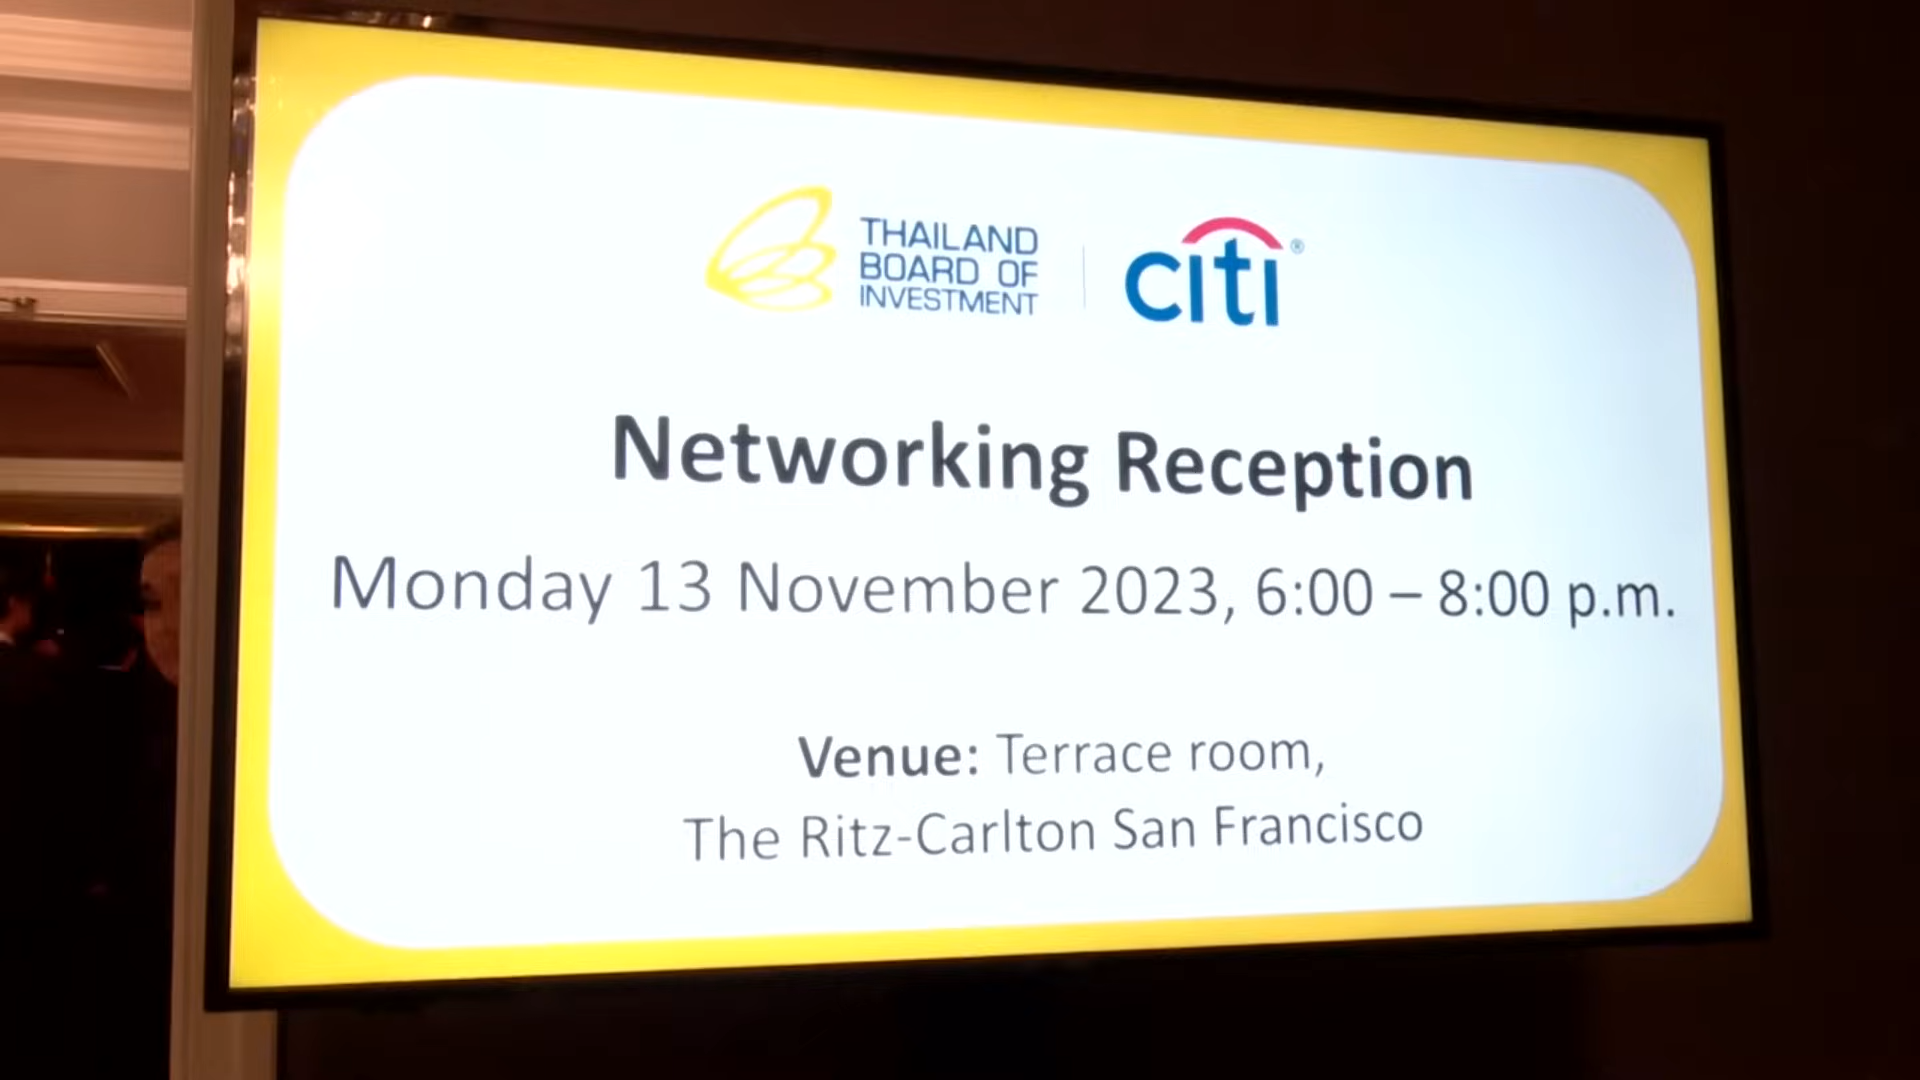 THAILAND
BOARD OF
INVESTMENT
citi®
Networking Reception
Monday 13 November 2023, 6:00 – 8:00 p.m.
Venue: Terrace room,
The Ritz-Carlton San Francisco